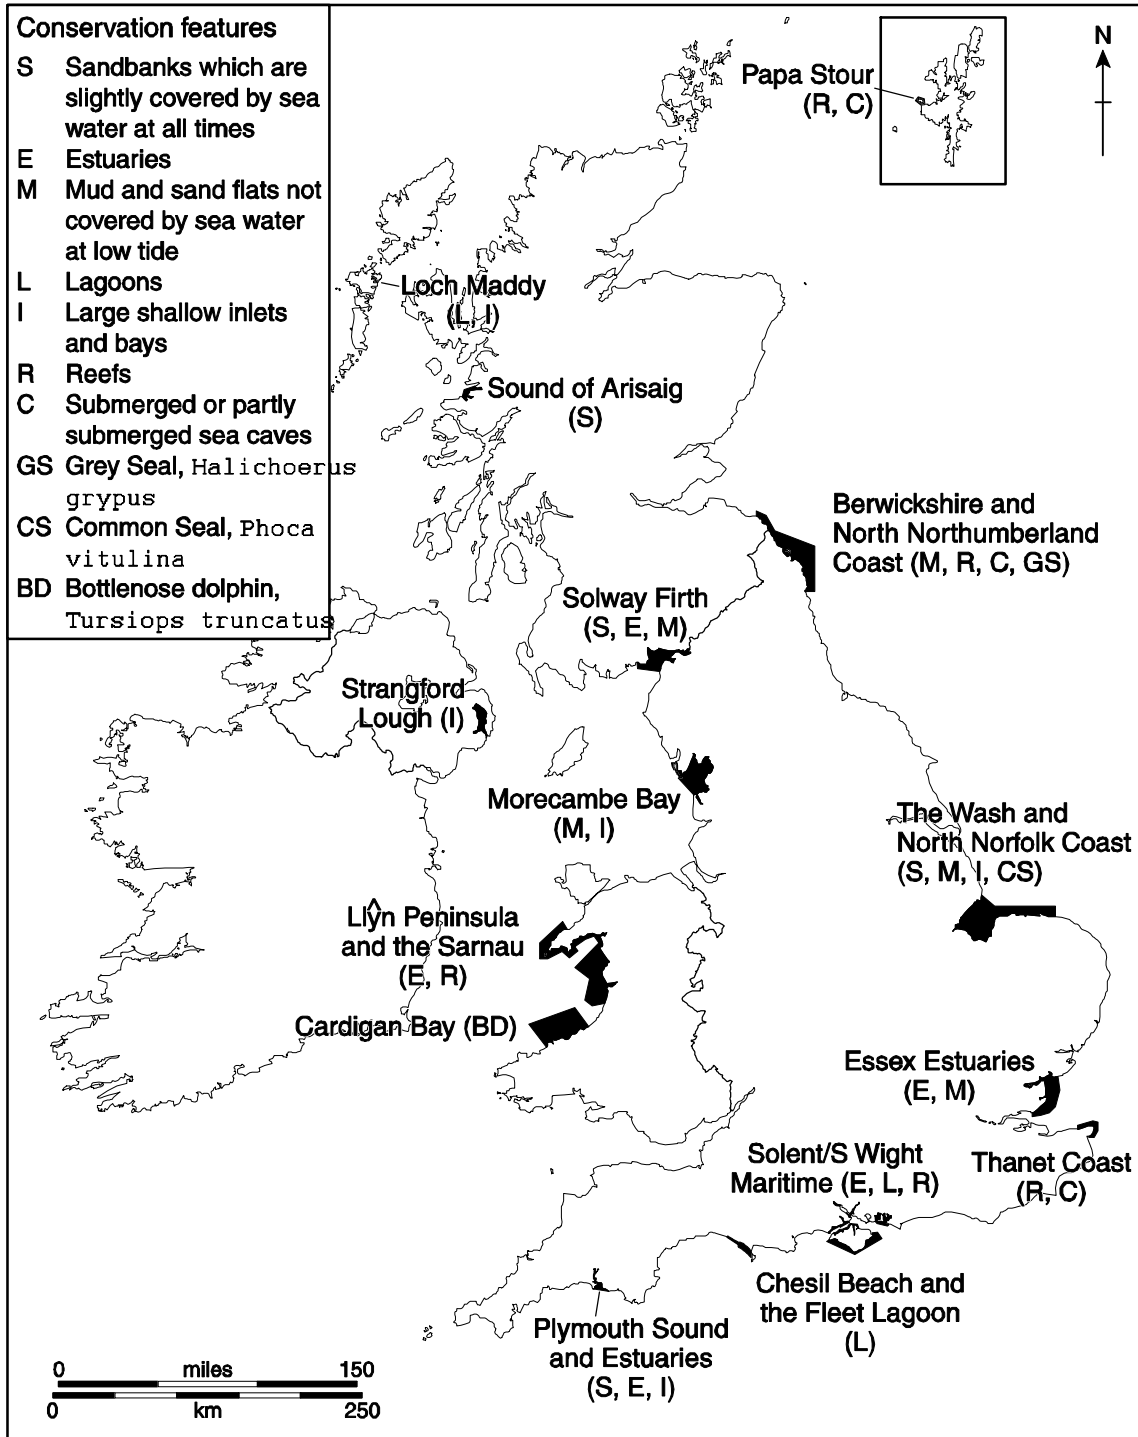 Conservation features
S Sandbanks which are
slightly covered by sea
water at all times
E Estuaries
M Mud and sand flats not
covered by sea water
at low tide
L Lagoons
I Large shallow inlets
and bays
R Reefs
C Submerged or partly
submerged sea caves
GS Grey Seal, Halichoerus
grypus
CS Common Seal, Phoca
vitulina
BD Bottlenose dolphin,
Tursiops truncatus
N
Papa Stour
(R, C)
Loch Maddy
(L, I)
Sound of Arisaig
(S)
Berwickshire and
North Northumberland
Coast (M, R, C, GS)
Solway Firth
(S, E, M)
Strangford
Lough (I)
Morecambe Bay
(M, I)
The Wash and
North Norfolk Coast
(S, M, I, CS)
Llŷn Peninsula
and the Sarnau
(E, R)
Cardigan Bay (BD)
Essex Estuaries
(E, M)
Thanet Coast
(R, C)
Solent/S Wight
Maritime (E, L, R)
Chesil Beach and
the Fleet Lagoon
(L)
Plymouth Sound
and Estuaries
(S, E, I)
0 miles 150
0 km 250